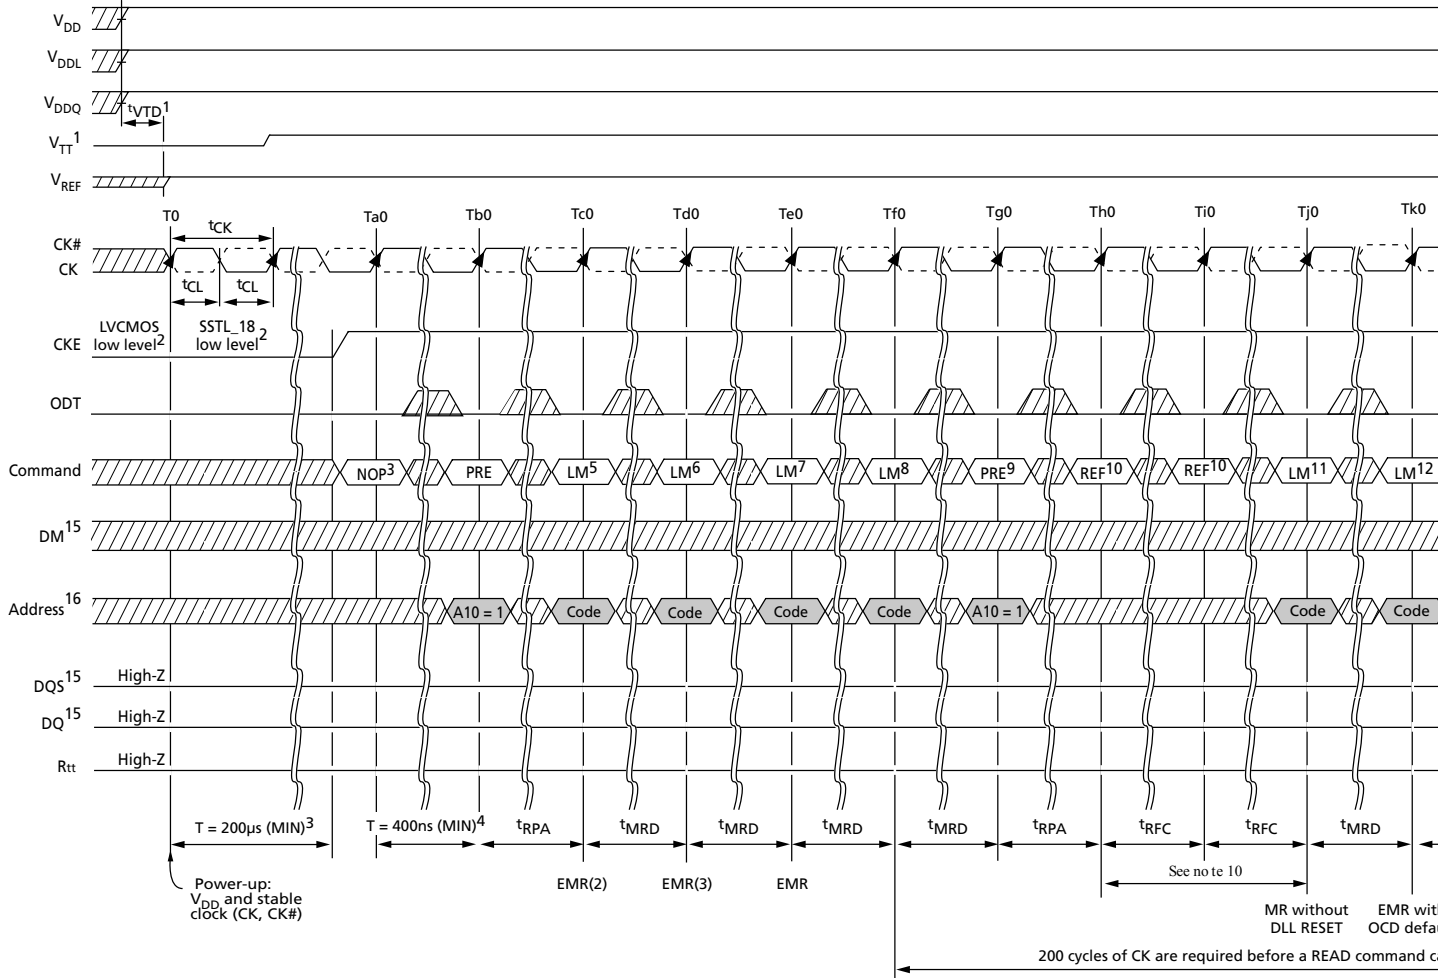 VDD
VDDL
VDDQ
tVTD1
VTT1
VREF
T0 Ta0 Tb0 Tc0 Td0 Te0 Tf0 Tg0 Th0 Ti0 Tj0 Tk0
tCK
CK#
CK
tCL tCL
LVCMOS
low level2
SSTL_18
low level2
CKE
ODT
Command NOP3 PRE LM5 LM6 LM7 LM8 PRE9 REF10 REF10 LM11 LM12
DM15
Address16 A10 = 1 Code Code Code Code A10 = 1 Code Code
DQS15 High-Z
DQ15 High-Z
Rtt High-Z
T = 200µs (MIN)3 T = 400ns (MIN)4 tRPA tMRD tMRD tMRD tMRD tRPA tRFC tRFC tMRD
See note 10
Power-up:
VDD and stable
clock (CK, CK#)
EMR(2) EMR(3) EMR
MR without
DLL RESET
EMR with
OCD defau
200 cycles of CK are required before a READ command ca